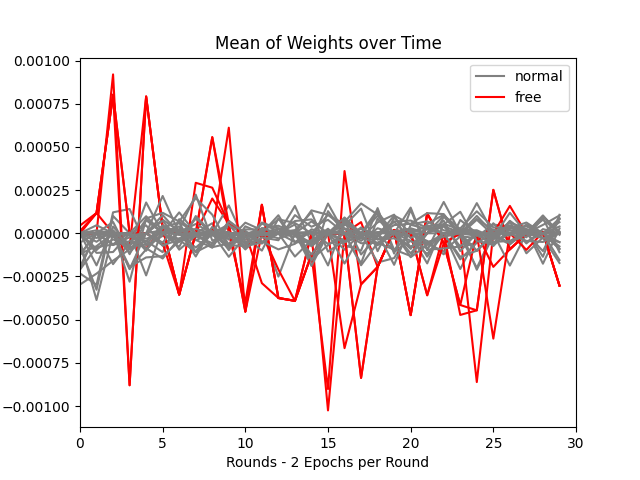 Mean of Weights over Time
0.00100
0.00075
0.00050
0.00025
0.00000
−0.00025
−0.00050
−0.00075
−0.00100
normal
free
0 5 10 15 20 25 30
Rounds - 2 Epochs per Round